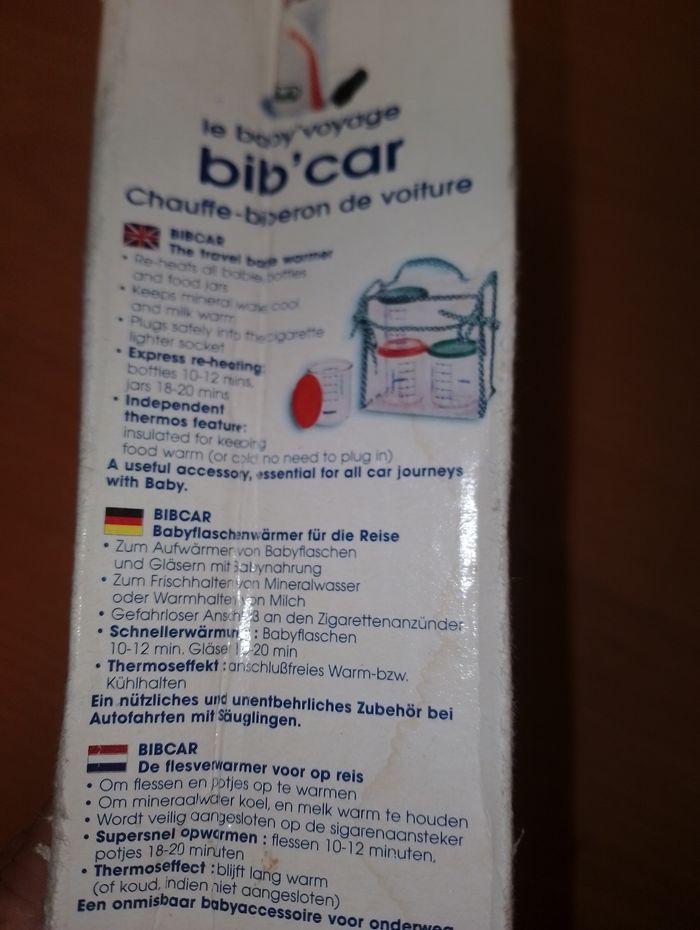 le baby'voyage
bib'car
Chauffe-biberon de voiture
BIBCAR
The travel warmer
• Re-heats all babie bottles
and food jars
• Keeps mineral cool
and milk warm
• Plugs safely into the cigarette
lighter socket
• Express re-heating:
bottles 10-12 mins,
jars 18-20 mins
• Independent
thermos feature:
insulated for keeping
food warm (or cold no need to plug in)
A useful accessory, essential for all car journeys
with Baby.
BIBCAR
Babyflaschenwärmer für die Reise
• Zum Aufwärmen von Babyflaschen
und Gläsern mit Babynahrung
• Zum Frischhalten von Mineralwasser
oder Warmhalten von Milch
• Gefahrloser Anschluß an den Zigarettenanzünder
• Schnellerwärmung : Babyflaschen
10-12 min. Gläser 18-20 min
• Thermoseffekt : anschlußfreies Warm-bzw.
Kühlhalten
Ein nützliches und unentbehrliches Zubehör bei
Autofahrten mit Säuglingen.
BIBCAR
De flesverwarmer voor op reis
• Om flessen en potjes op te warmen
• Om mineraalwater koel, en melk warm te houden
• Wordt veilig aangesloten op de sigarenaansteker
• Supersnel opwarmen : flessen 10-12 minuten,
potjes 18-20 minuten
• Thermoseffect : blijft lang warm
(of koud, indien niet aangesloten)
Een onmisbaar babyaccessoire voor onderweg